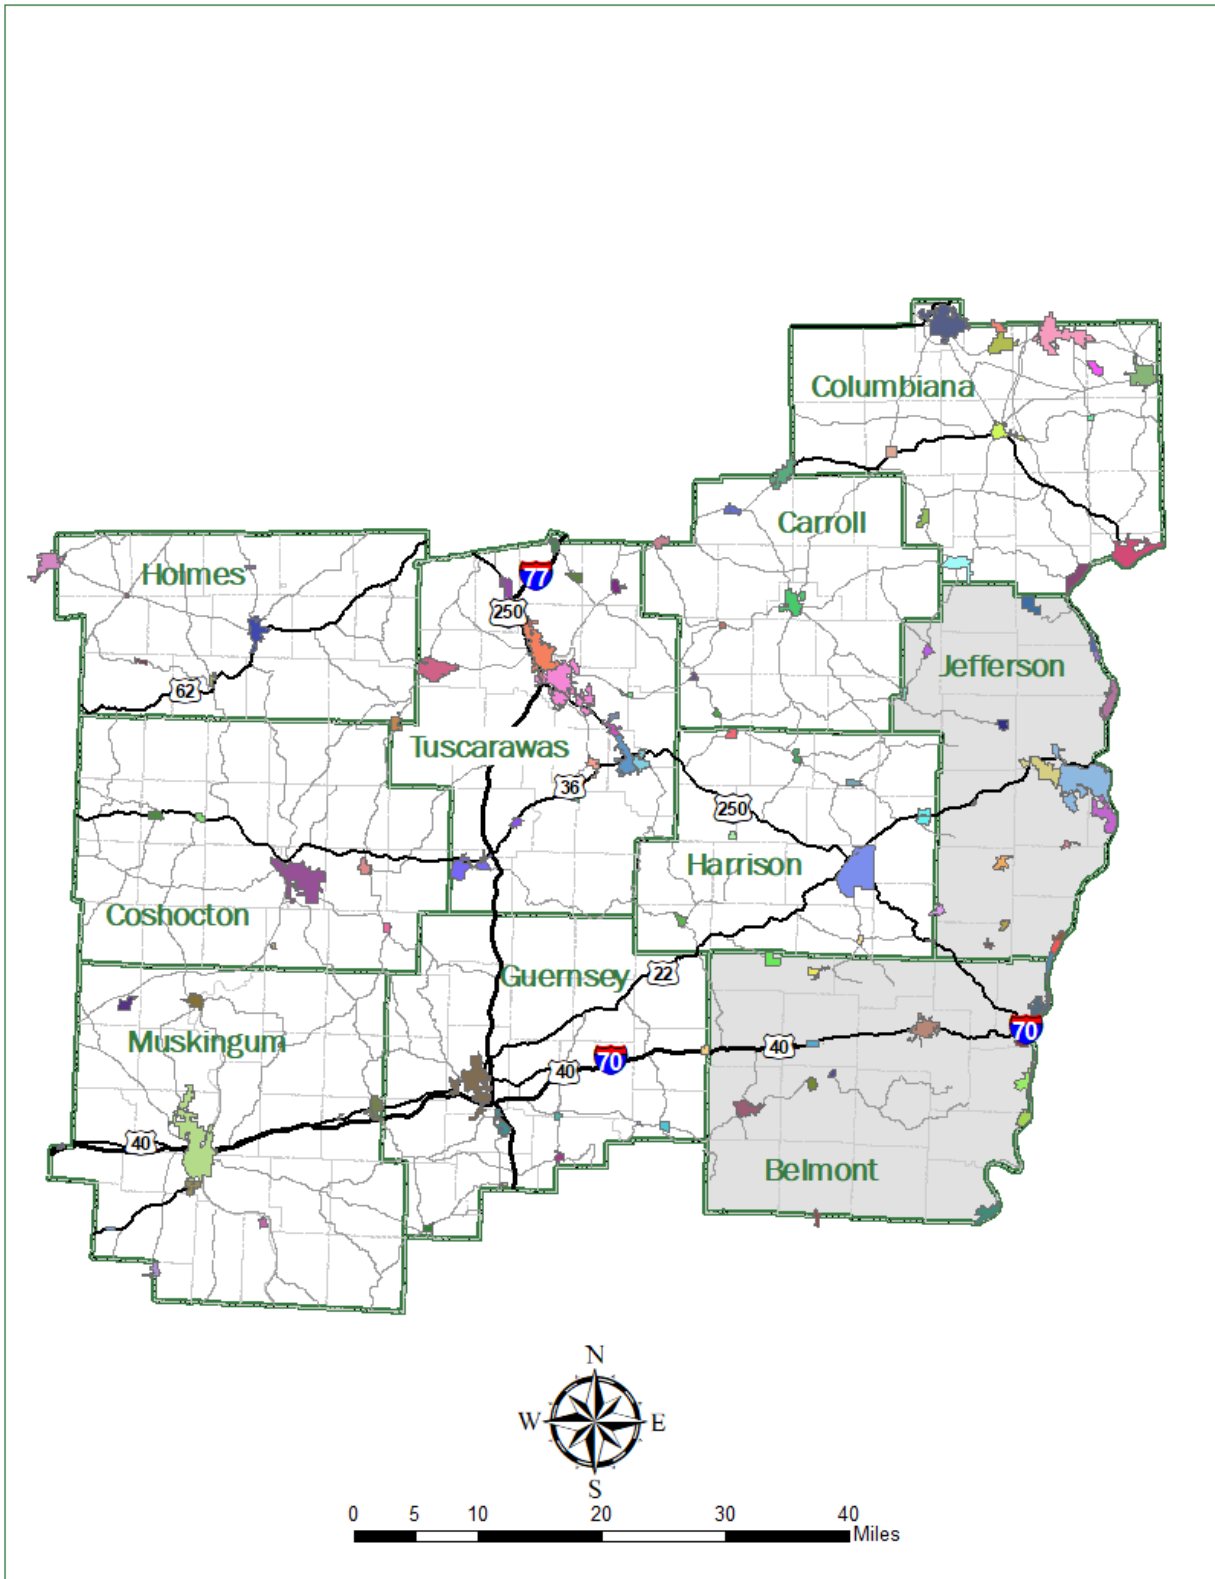 Columbiana
Carroll
Holmes
77
250
Jefferson
62
Tuscarawas
36
250
Harrison
Coshocton
Guernsey
22
Muskingum
70
40
70
40
40
Belmont
N
W E
S
0 5 10 20 30 40
Miles